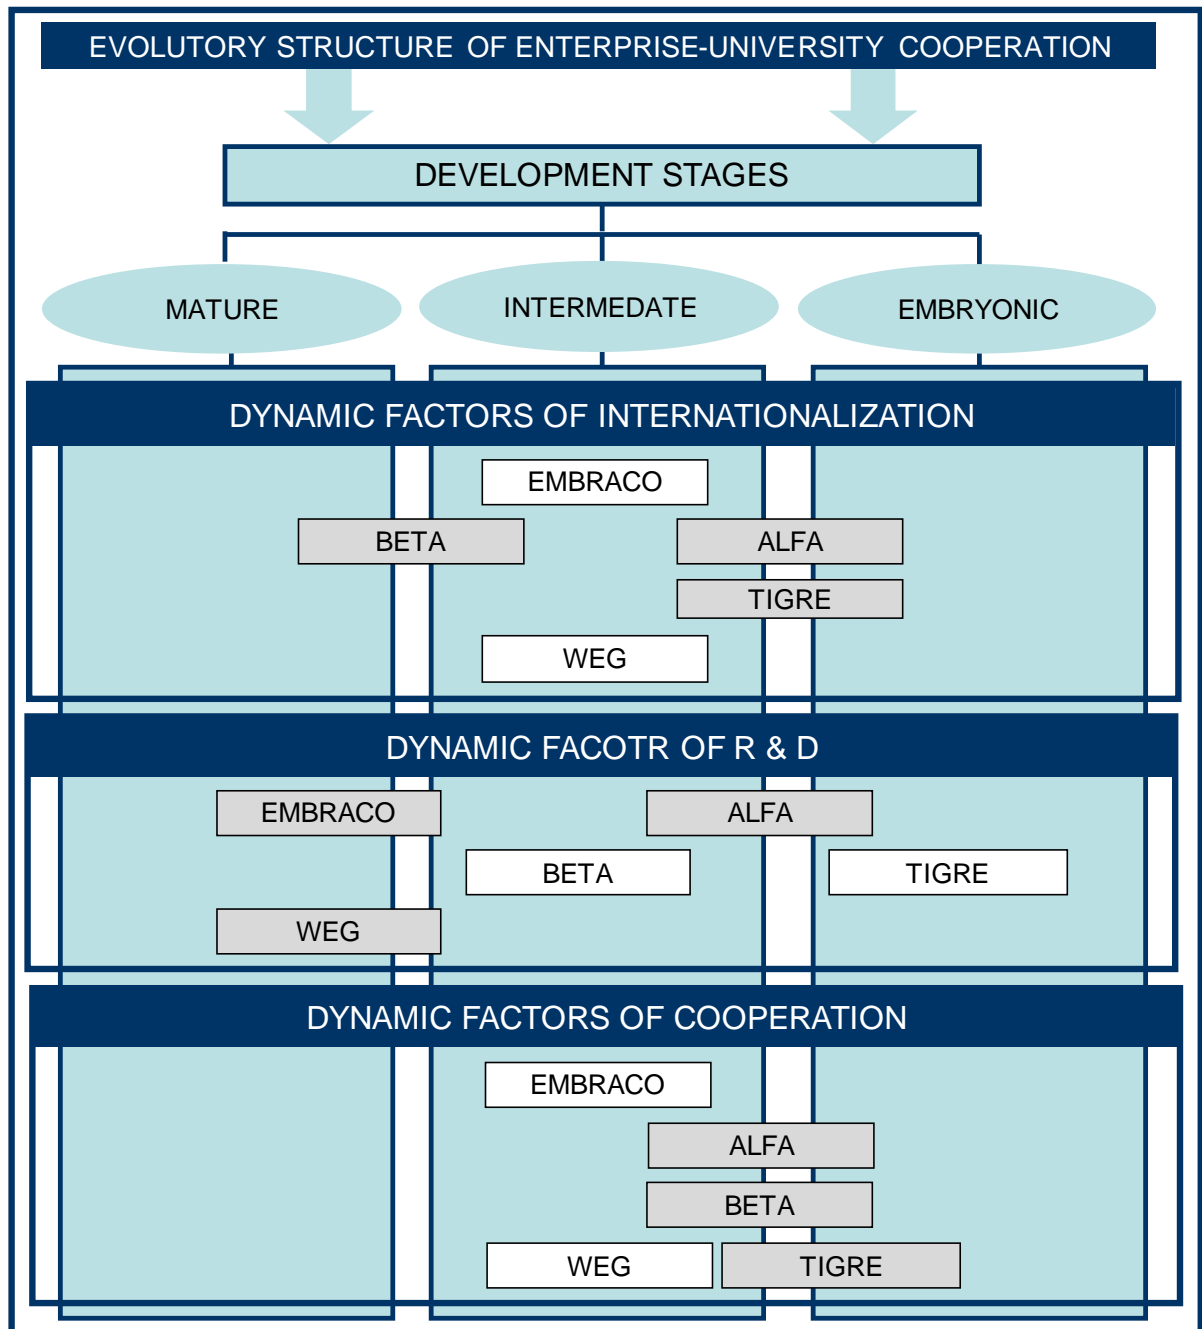 EVOLUTORY STRUCTURE OF ENTERPRISE-UNIVERSITY COOPERATION
DEVELOPMENT STAGES
MATURE
INTERMEDATE
EMBRYONIC
DYNAMIC FACTORS OF INTERNATIONALIZATION
EMBRACO
BETA
ALFA
TIGRE
WEG
DYNAMIC FACOTR OF R & D
EMBRACO
ALFA
BETA
TIGRE
WEG
DYNAMIC FACTORS OF COOPERATION
EMBRACO
ALFA
BETA
WEG
TIGRE